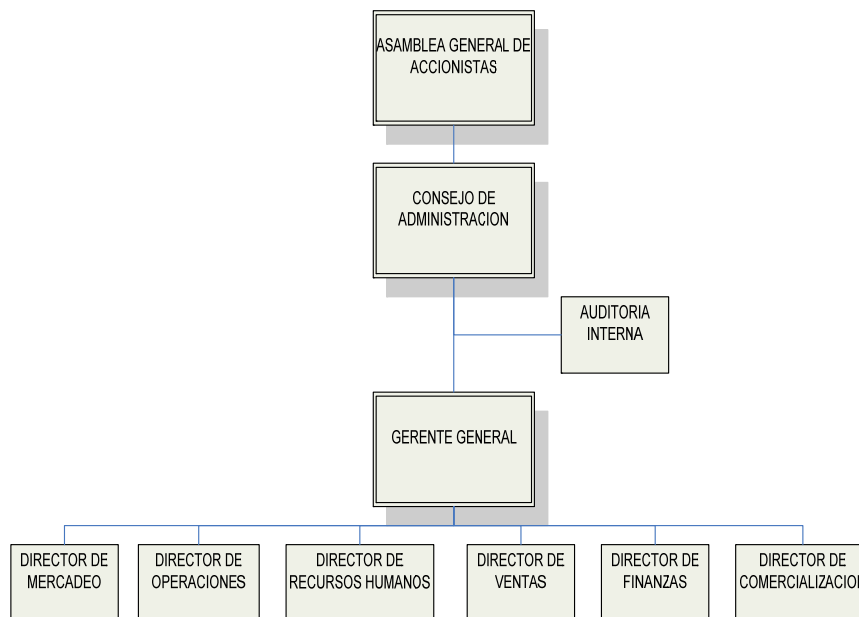 ASAMBLEA GENERAL DE
ACCIONISTAS
CONSEJO DE
ADMINISTRACION
AUDITORIA
INTERNA
GERENTE GENERAL
DIRECTOR DE
MERCADEO
DIRECTOR DE
OPERACIONES
DIRECTOR DE
RECURSOS HUMANOS
DIRECTOR DE
VENTAS
DIRECTOR DE
FINANZAS
DIRECTOR DE
COMERCIALIZACION